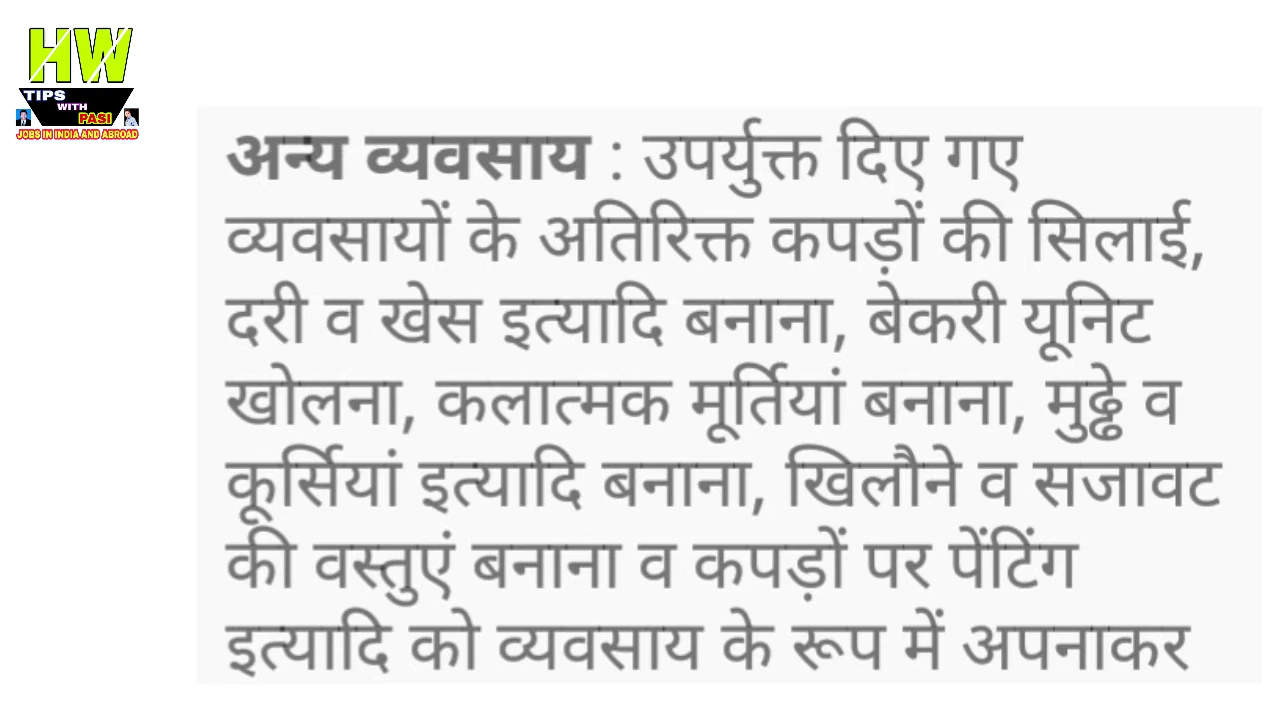 HW
TIPS
WITH
PASI
JOBS IN INDIA AND ABROAD
अन्य व्यवसाय : उपर्युक्त दिए गए
व्यवसायों के अतिरिक्त कपड़ों की सिलाई,
दरी व खेस इत्यादि बनाना, बेकरी यूनिट
खोलना, कलात्मक मूर्तियां बनाना, मुढ्ढे व
कूर्सियां इत्यादि बनाना, खिलौने व सजावट
की वस्तुएं बनाना व कपड़ों पर पेंटिंग
इत्यादि को व्यवसाय के रूप में अपनाकर